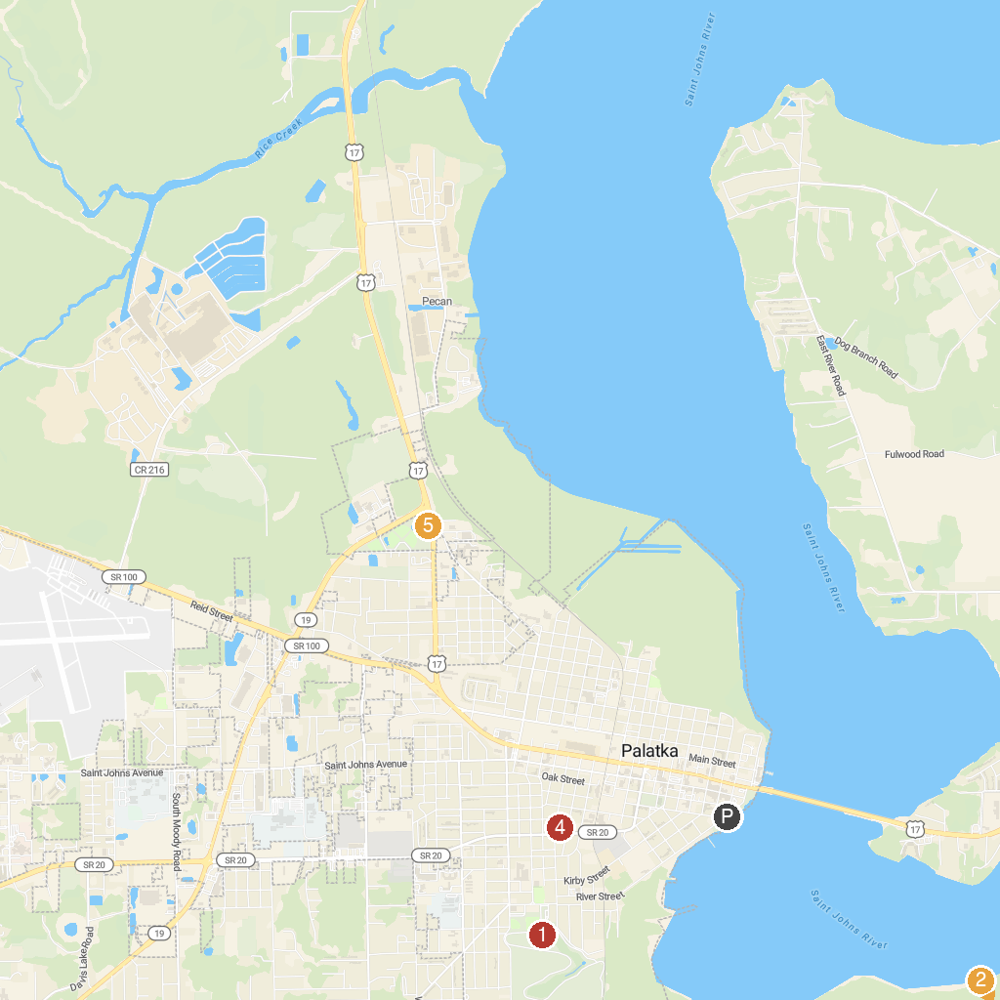 Saint Johns River
Rice Creek
17
17
Pecan
East River Road
Dog Branch Road
Fulwood Road
CR 216
17
5
Saint Johns River
SR 100
Reid Street
19
SR 100
17
Palatka
Main Street
Saint Johns Avenue
Saint Johns Avenue
Oak Street
South Moody Road
P
4
SR 20
17
SR 20
SR 20
SR 20
Kirby Street
River Street
Saint Johns River
19
1
Davis Lake Road
2